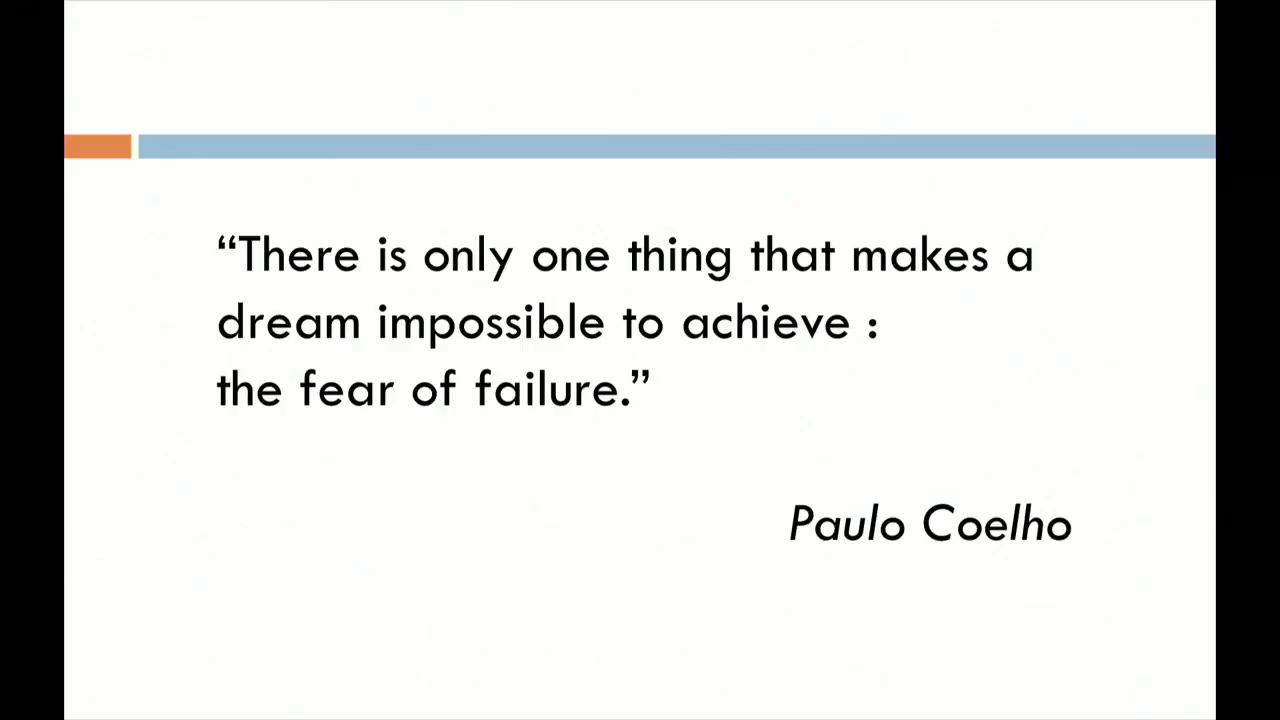 “There is only one thing that makes a
dream impossible to achieve :
the fear of failure.”
Paulo Coelho